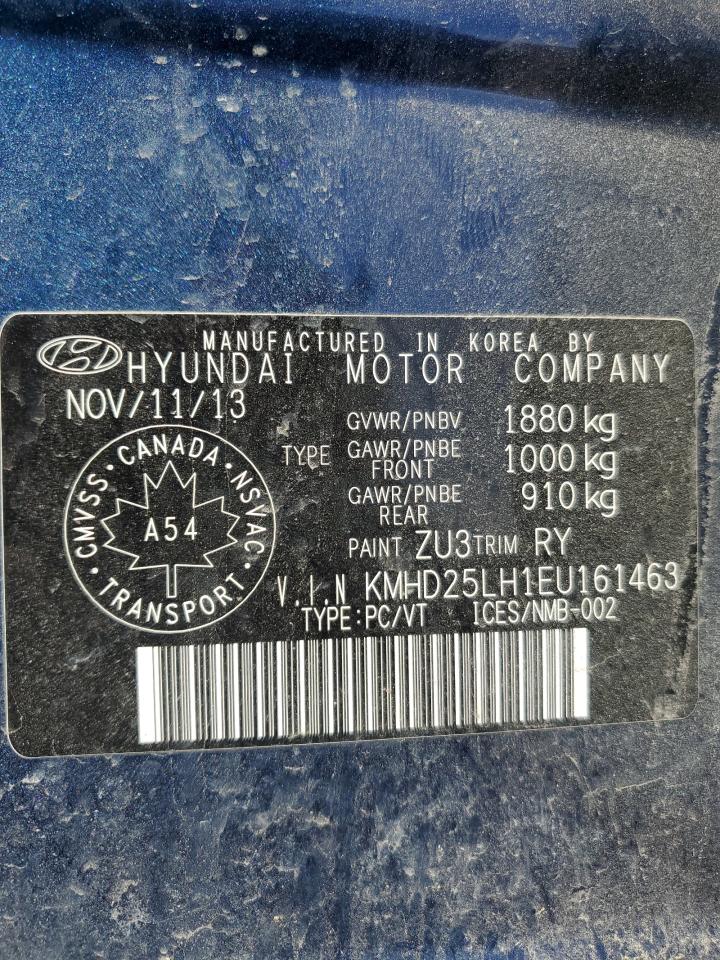 MANUFACTURED IN KOREA BY
HYUNDAI MOTOR COMPANY
NOV/11/13
GVWR/PNBV 1880 kg
TYPE GAWR/PNBE FRONT 1000 kg
GAWR/PNBE REAR 910 kg
PAINT ZU3 TRIM RY
V.I.N KMHD25LH1EU161463
TYPE:PC/VT ICES/NMB-002
CMVSS · CANADA · NSVAC ·
A54
TRANSPORT